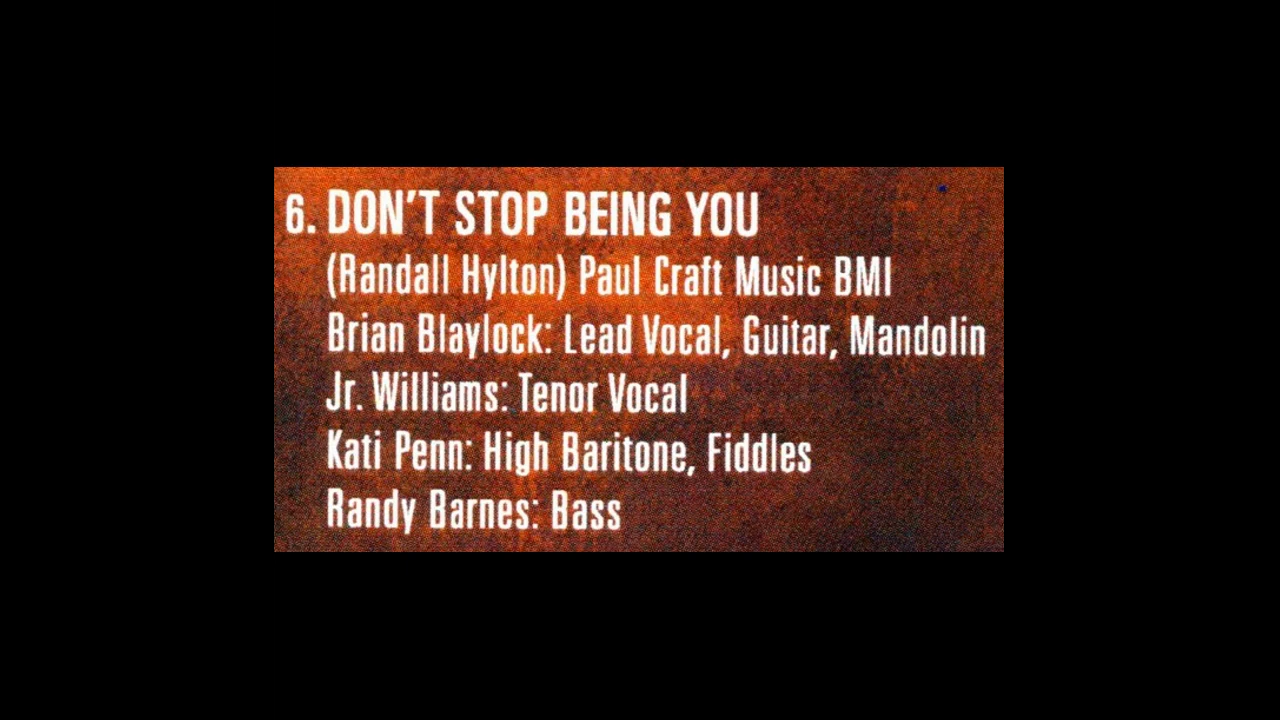 6. DON'T STOP BEING YOU
(Randall Hylton) Paul Craft Music BMI
Brian Blaylock: Lead Vocal, Guitar, Mandolin
Jr. Williams: Tenor Vocal
Kati Penn: High Baritone, Fiddles
Randy Barnes: Bass